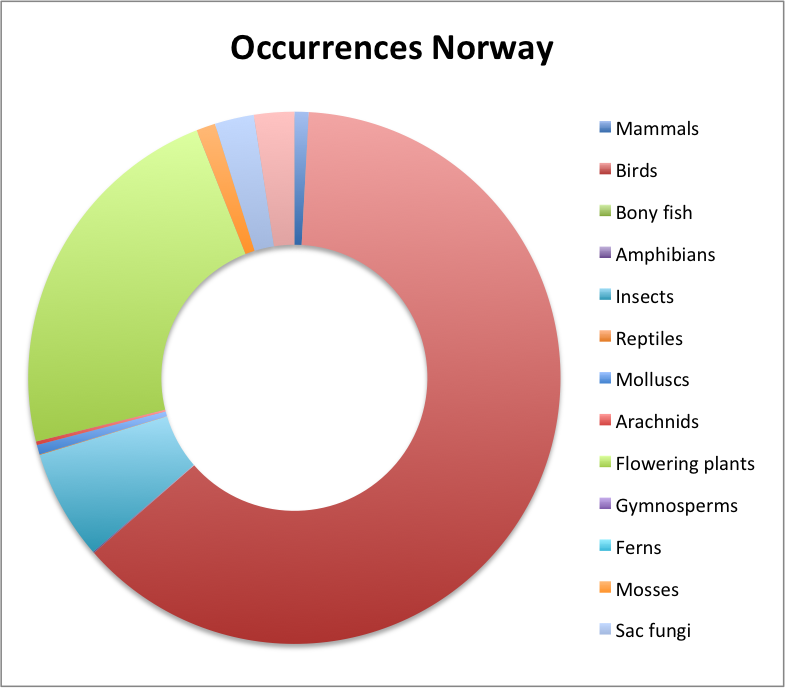 Occurrences Norway
Mammals
Birds
Bony fish
Amphibians
Insects
Reptiles
Molluscs
Arachnids
Flowering plants
Gymnosperms
Ferns
Mosses
Sac fungi